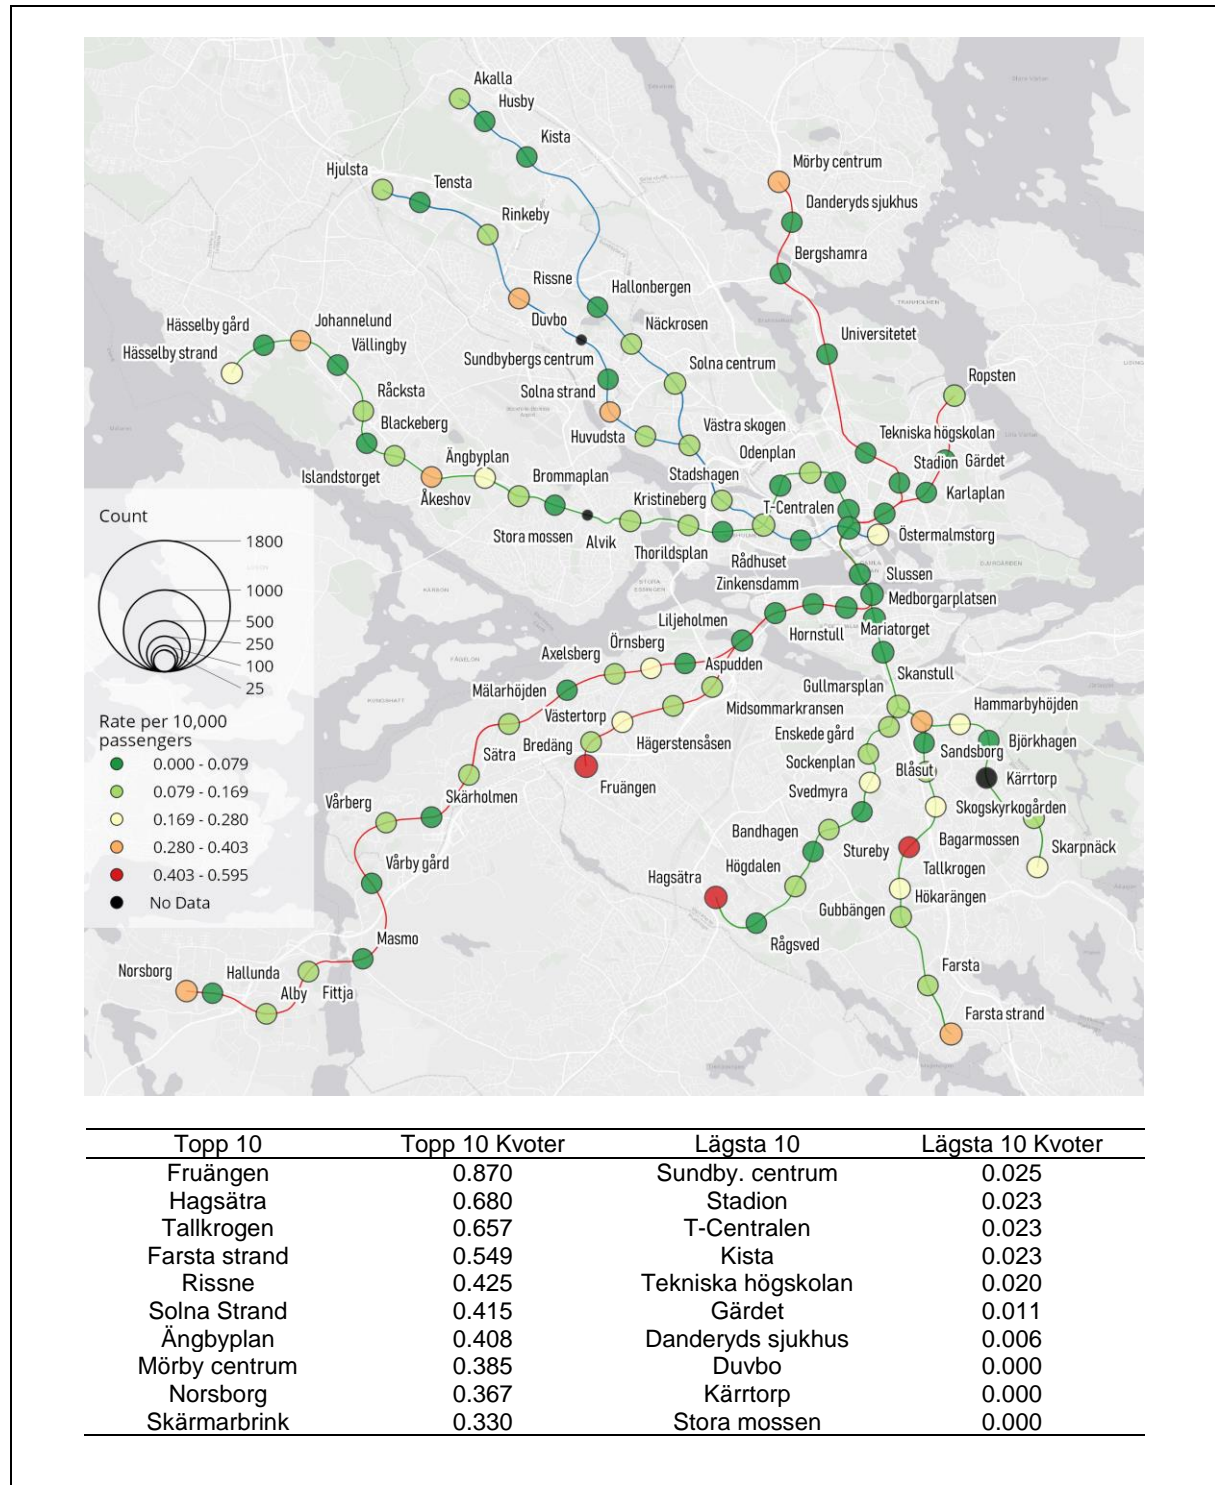 Akalla
Husby
Kista
Hjulsta
Tensta
Rinkeby
Mörby centrum
Danderyds sjukhus
Bergshamra
Rissne
Hallonbergen
Duvbo
Näckrosen
Hässelby gård
Johannelund
Hässelby strand
Vällingby
Sundbybergs centrum
Solna centrum
Universitetet
Ropsten
Råcksta
Solna strand
Blackeberg
Huvudsta
Västra skogen
Tekniska högskolan
Ängbyplan
Odenplan
Stadion
Gärdet
Islandstorget
Åkeshov
Brommaplan
Stadshagen
Kristineberg
Karlaplan
T-Centralen
Stora mossen
Alvik
Östermalmstorg
Thorildsplan
Rådhuset
Zinkensdamm
Slussen
Medborgarplatsen
Liljeholmen
Hornstull
Mariatorget
Örnsberg
Axelsberg
Aspudden
Skanstull
Mälarhöjden
Gullmarsplan
Midsommarkransen
Hammarbyhöjden
Västertorp
Enskede gård
Bredäng
Hägerstensåsen
Sandsborg
Björkhagen
Sätra
Sockenplan
Blåsut
Kärrtorp
Fruängen
Svedmyra
Skärholmen
Skogskyrkogården
Vårberg
Bandhagen
Bagarmossen
Skarpnäck
Stureby
Högdalen
Tallkrogen
Vårby gård
Hagsätra
Hökarängen
Gubbängen
Rågsved
Masmo
Farsta
Norsborg
Hallunda
Alby
Fittja
Farsta strand
Count
1800
1000
500
250
100
25
Rate per 10,000
passengers
0.000 - 0.079
0.079 - 0.169
0.169 - 0.280
0.280 - 0.403
0.403 - 0.595
No Data
Topp 10 Topp 10 Kvoter Lägsta 10 Lägsta 10 Kvoter
Fruängen 0.870 Sundby. centrum 0.025
Hagsätra 0.680 Stadion 0.023
Tallkrogen 0.657 T-Centralen 0.023
Farsta strand 0.549 Kista 0.023
Rissne 0.425 Tekniska högskolan 0.020
Solna Strand 0.415 Gärdet 0.011
Ängbyplan 0.408 Danderyds sjukhus 0.006
Mörby centrum 0.385 Duvbo 0.000
Norsborg 0.367 Kärrtorp 0.000
Skärmarbrink 0.330 Stora mossen 0.000